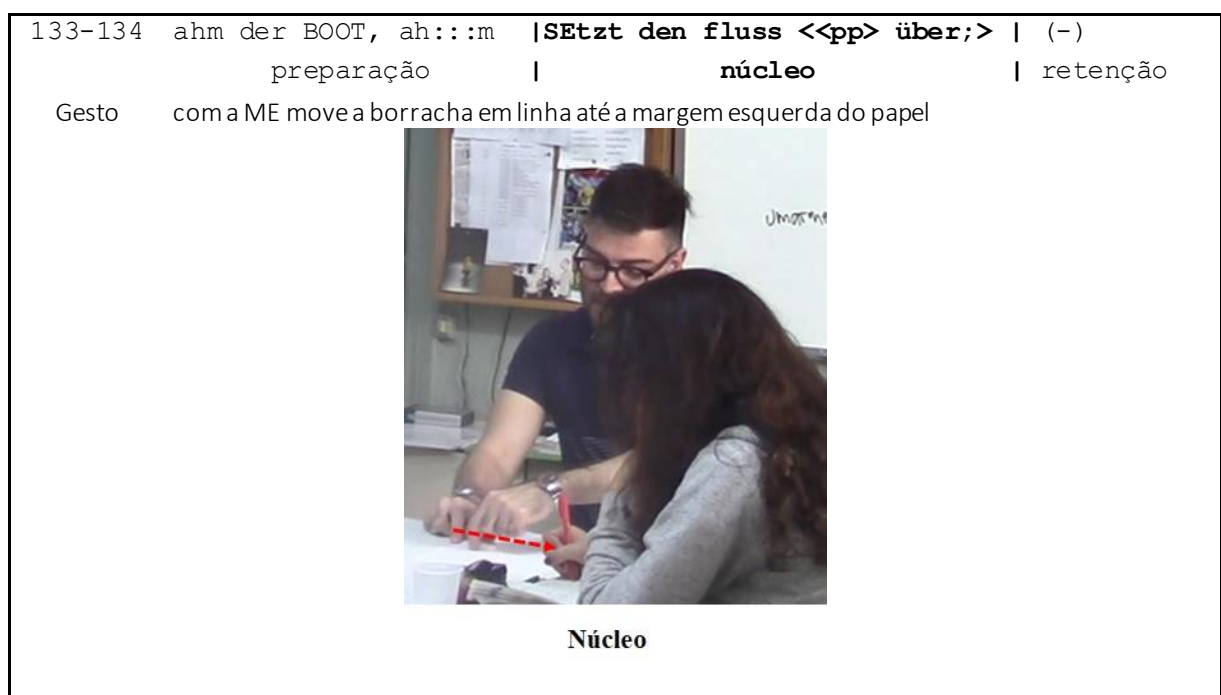 133-134 ahm der BOOT, ah:::m |SEtzt den fluss <<pp> über;> | (-)
preparação | núcleo | retenção
Gesto com a ME move a borracha em linha até a margem esquerda do papel
Núcleo